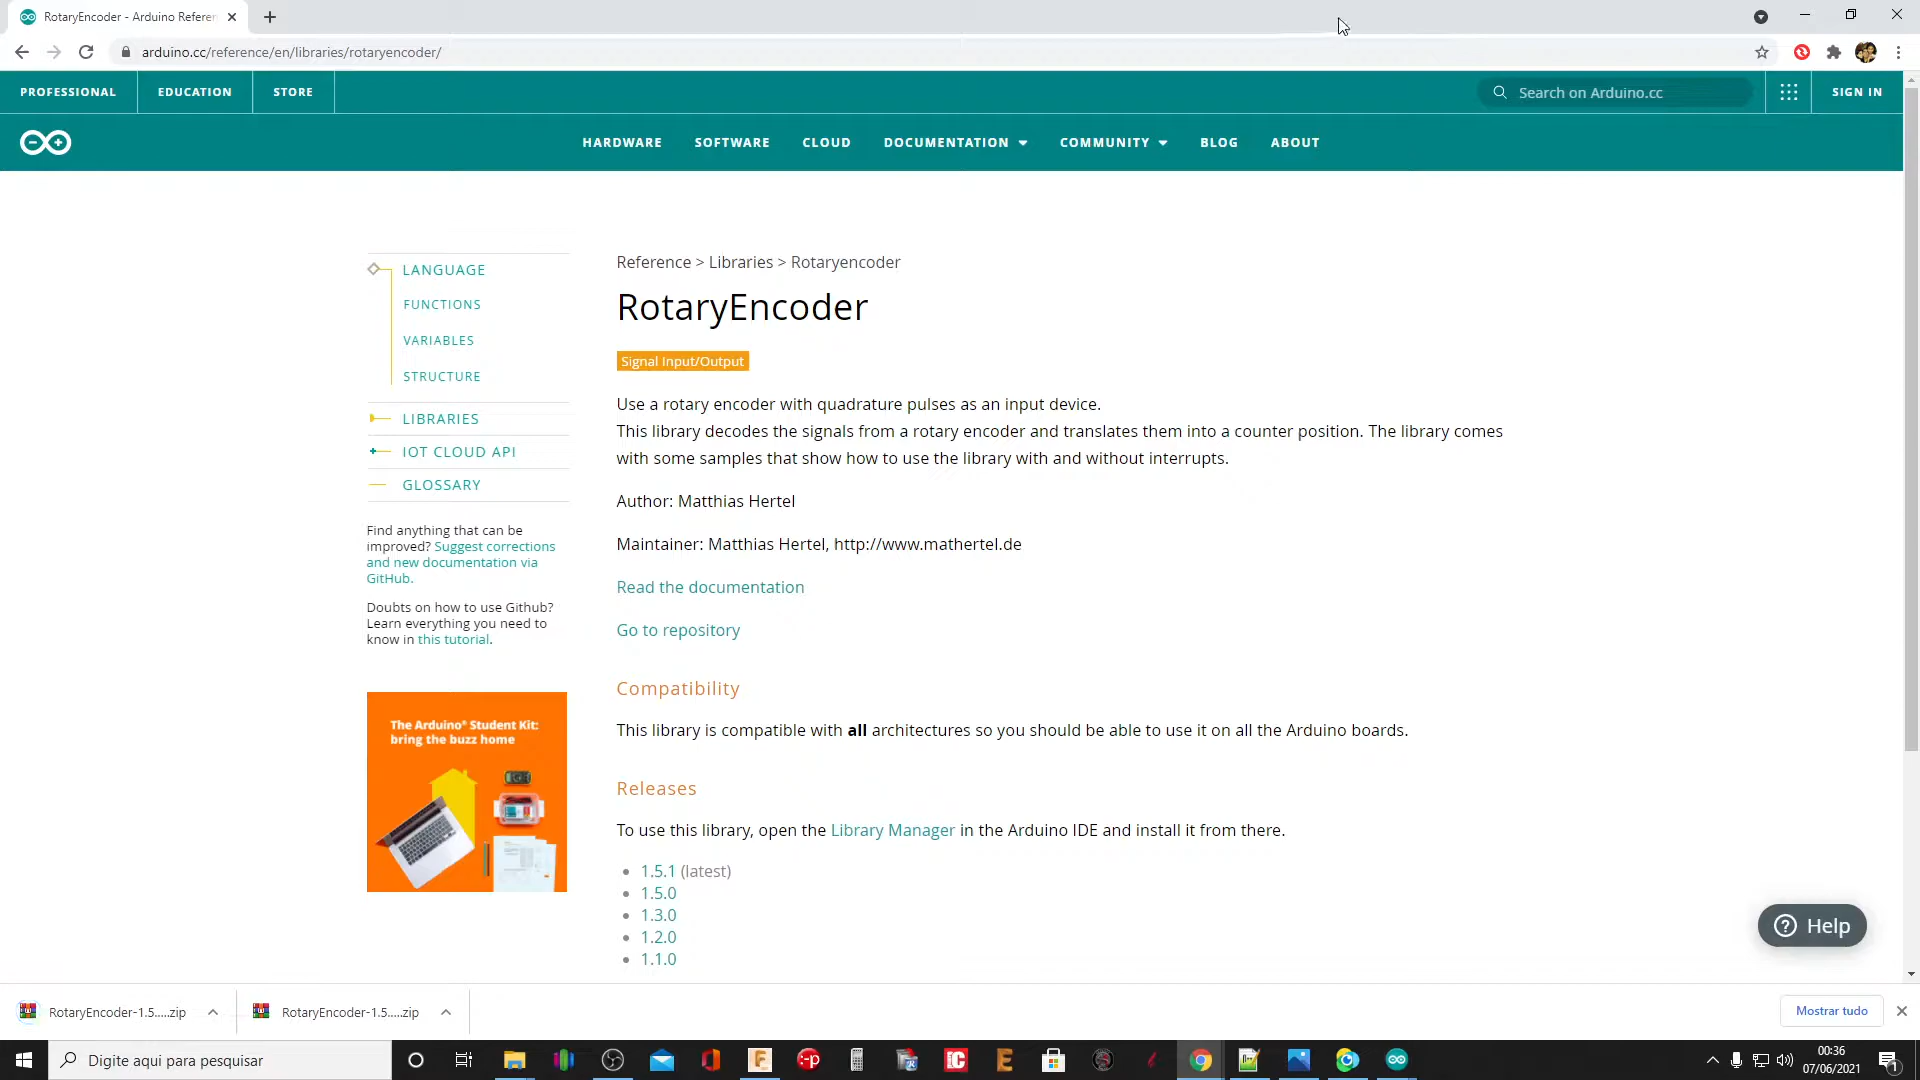 RotaryEncoder - Arduino Referen
arduino.cc/reference/en/libraries/rotaryencoder/
PROFESSIONAL
EDUCATION
STORE
Search on Arduino.cc
SIGN IN
HARDWARE
SOFTWARE
CLOUD
DOCUMENTATION
COMMUNITY
BLOG
ABOUT
LANGUAGE
FUNCTIONS
VARIABLES
STRUCTURE
LIBRARIES
IOT CLOUD API
GLOSSARY
Find anything that can be
improved? Suggest corrections
and new documentation via
GitHub.
Doubts on how to use Github?
Learn everything you need to
know in this tutorial.
The Arduino® Student Kit:
bring the buzz home
Reference > Libraries > Rotaryencoder
RotaryEncoder
Signal Input/Output
Use a rotary encoder with quadrature pulses as an input device.
This library decodes the signals from a rotary encoder and translates them into a counter position. The library comes
with some samples that show how to use the library with and without interrupts.
Author: Matthias Hertel
Maintainer: Matthias Hertel, http://www.mathertel.de
Read the documentation
Go to repository
Compatibility
This library is compatible with all architectures so you should be able to use it on all the Arduino boards.
Releases
To use this library, open the Library Manager in the Arduino IDE and install it from there.
1.5.1 (latest)
1.5.0
1.3.0
1.2.0
1.1.0
Help
RotaryEncoder-1.5.....zip
RotaryEncoder-1.5.....zip
Mostrar tudo
Digite aqui para pesquisar
00:36
07/06/2021
1